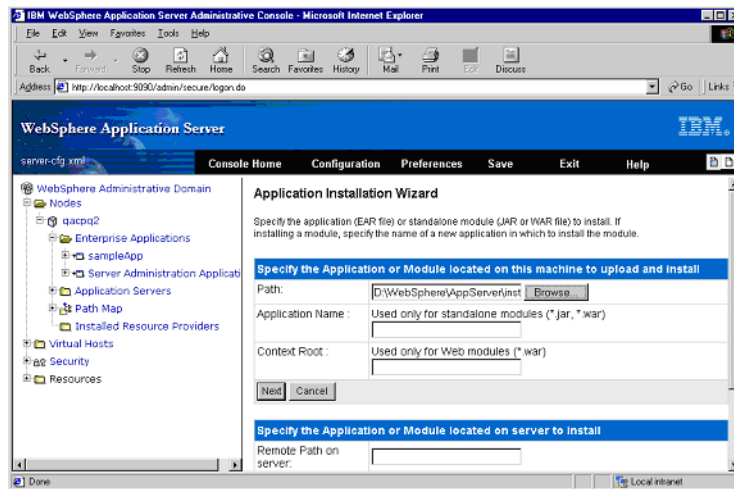 IBM WebSphere Application Server Administrative Console - Microsoft Internet Explorer
File Edit View Favorites Tools Help
Back Forward Stop Refresh Home Search Favorites History Mail Print Edit Discuss
Address http://localhost:9090/admin/secure/logon.do Go Links
WebSphere Application Server
IBM.
server-cfg.xml Console Home Configuration Preferences Save Exit Help
WebSphere Administrative Domain
Nodes
qacpq2
Enterprise Applications
sampleApp
Server Administration Applicati
Application Servers
Path Map
Installed Resource Providers
Virtual Hosts
Security
Resources
Application Installation Wizard
Specify the application (EAR file) or standalone module (JAR or WAR file) to install. If
installing a module, specify the name of a new application in which to install the module.
Specify the Application or Module located on this machine to upload and install
Path: D:\WebSphere\AppServer\inst Browse...
Application Name : Used only for standalone modules (*.jar, *.war)
Context Root : Used only for Web modules (*.war)
Next Cancel
Specify the Application or Module located on server to install
Remote Path on
server:
Done Local intranet